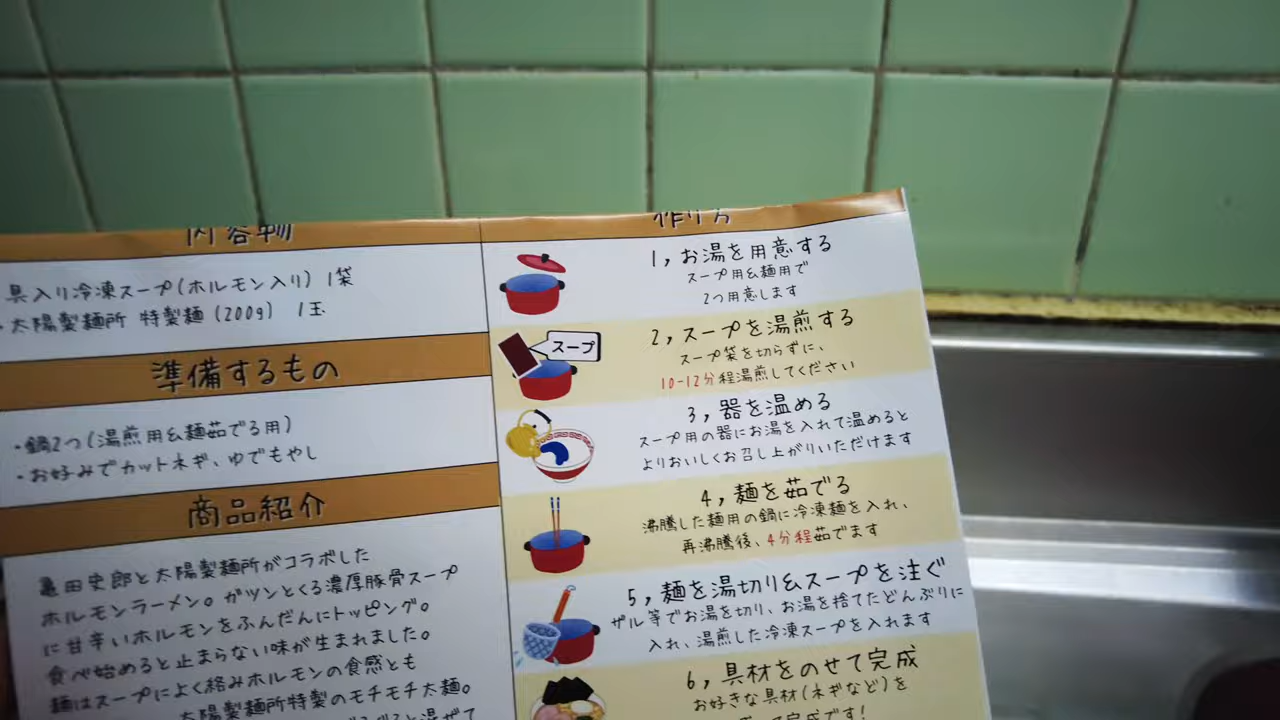 内容物
具入り冷凍スープ(ホルモン入り) 1袋
・太陽製麺所 特製麺(200g) 1玉
準備するもの
・鍋2つ(湯煎用&麺茹でる用)
・お好みでカットネギ、ゆでもやし
商品紹介
亀田史郎と太陽製麺所がコラボした
ホルモンラーメン。ガツンとくる濃厚豚骨スープ
に甘辛いホルモンをふんだんにトッピング。
食べ始めると止まらない味が生まれました。
麺はスープによく絡みホルモンの食感とも
太陽製麺所特製のモチモチ太麺。
と混ぜて
作り方
1,お湯を用意する
スープ用&麺用で
2つ用意します
スープ
2,スープを湯煎する
スープ袋を切らずに、
10-12分程湯煎してください
3,器を温める
スープ用の器にお湯を入れて温めると
よりおいしくお召し上がりいただけます
4,麺を茹でる
沸騰した麺用の鍋に冷凍麺を入れ、
再沸騰後、4分程茹でます
5,麺を湯切り&スープを注ぐ
ザル等でお湯を切り、お湯を捨てたどんぶりに
入れ、湯煎した冷凍スープを入れます
6,具材をのせて完成
お好きな具材(ネギなど)を
完成です!